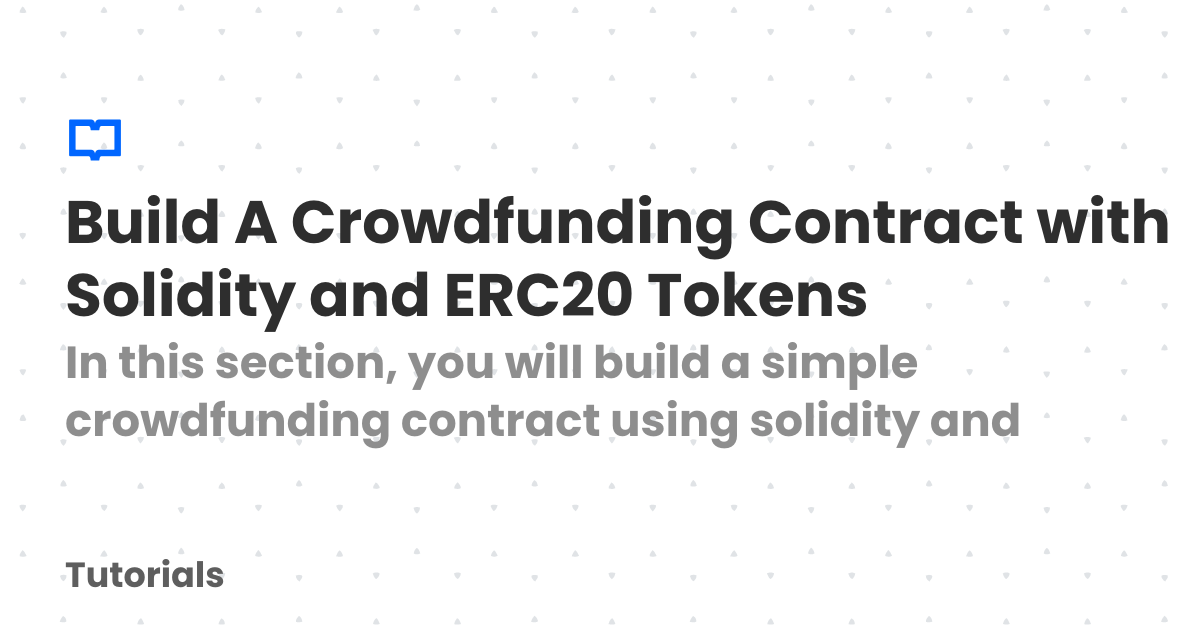 Build A Crowdfunding Contract with
Solidity and ERC20 Tokens
In this section, you will build a simple
crowdfunding contract using solidity and
Tutorials